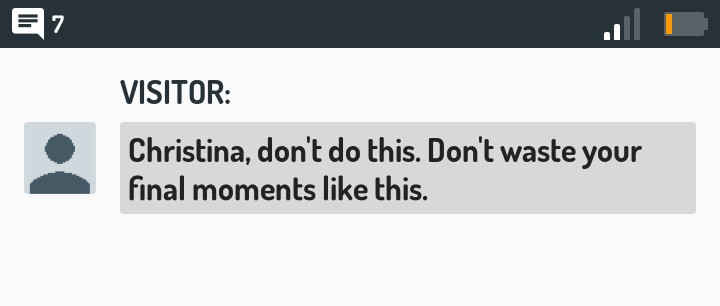 7
VISITOR:
Christina, don't do this. Don't waste your
final moments like this.